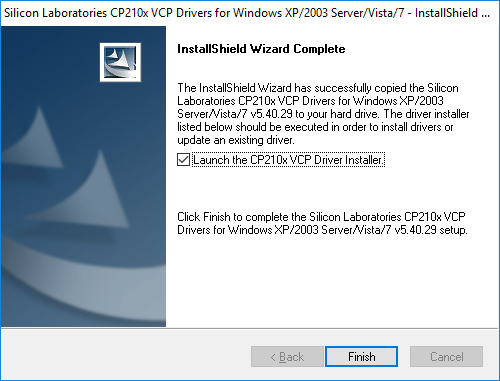 Silicon Laboratories CP210x VCP Drivers for Windows XP/2003 Server/Vista/7 - InstallShield ...
InstallShield Wizard Complete
The InstallShield Wizard has successfully copied the Silicon
Laboratories CP210x VCP Drivers for Windows XP/2003
Server/Vista/7 v5.40.29 to your hard drive. The driver installer
listed below should be executed in order to install drivers or
update an existing driver.
Launch the CP210x VCP Driver Installer.
Click Finish to complete the Silicon Laboratories CP210x VCP
Drivers for Windows XP/2003 Server/Vista/7 v5.40.29 setup.
< Back
Finish
Cancel